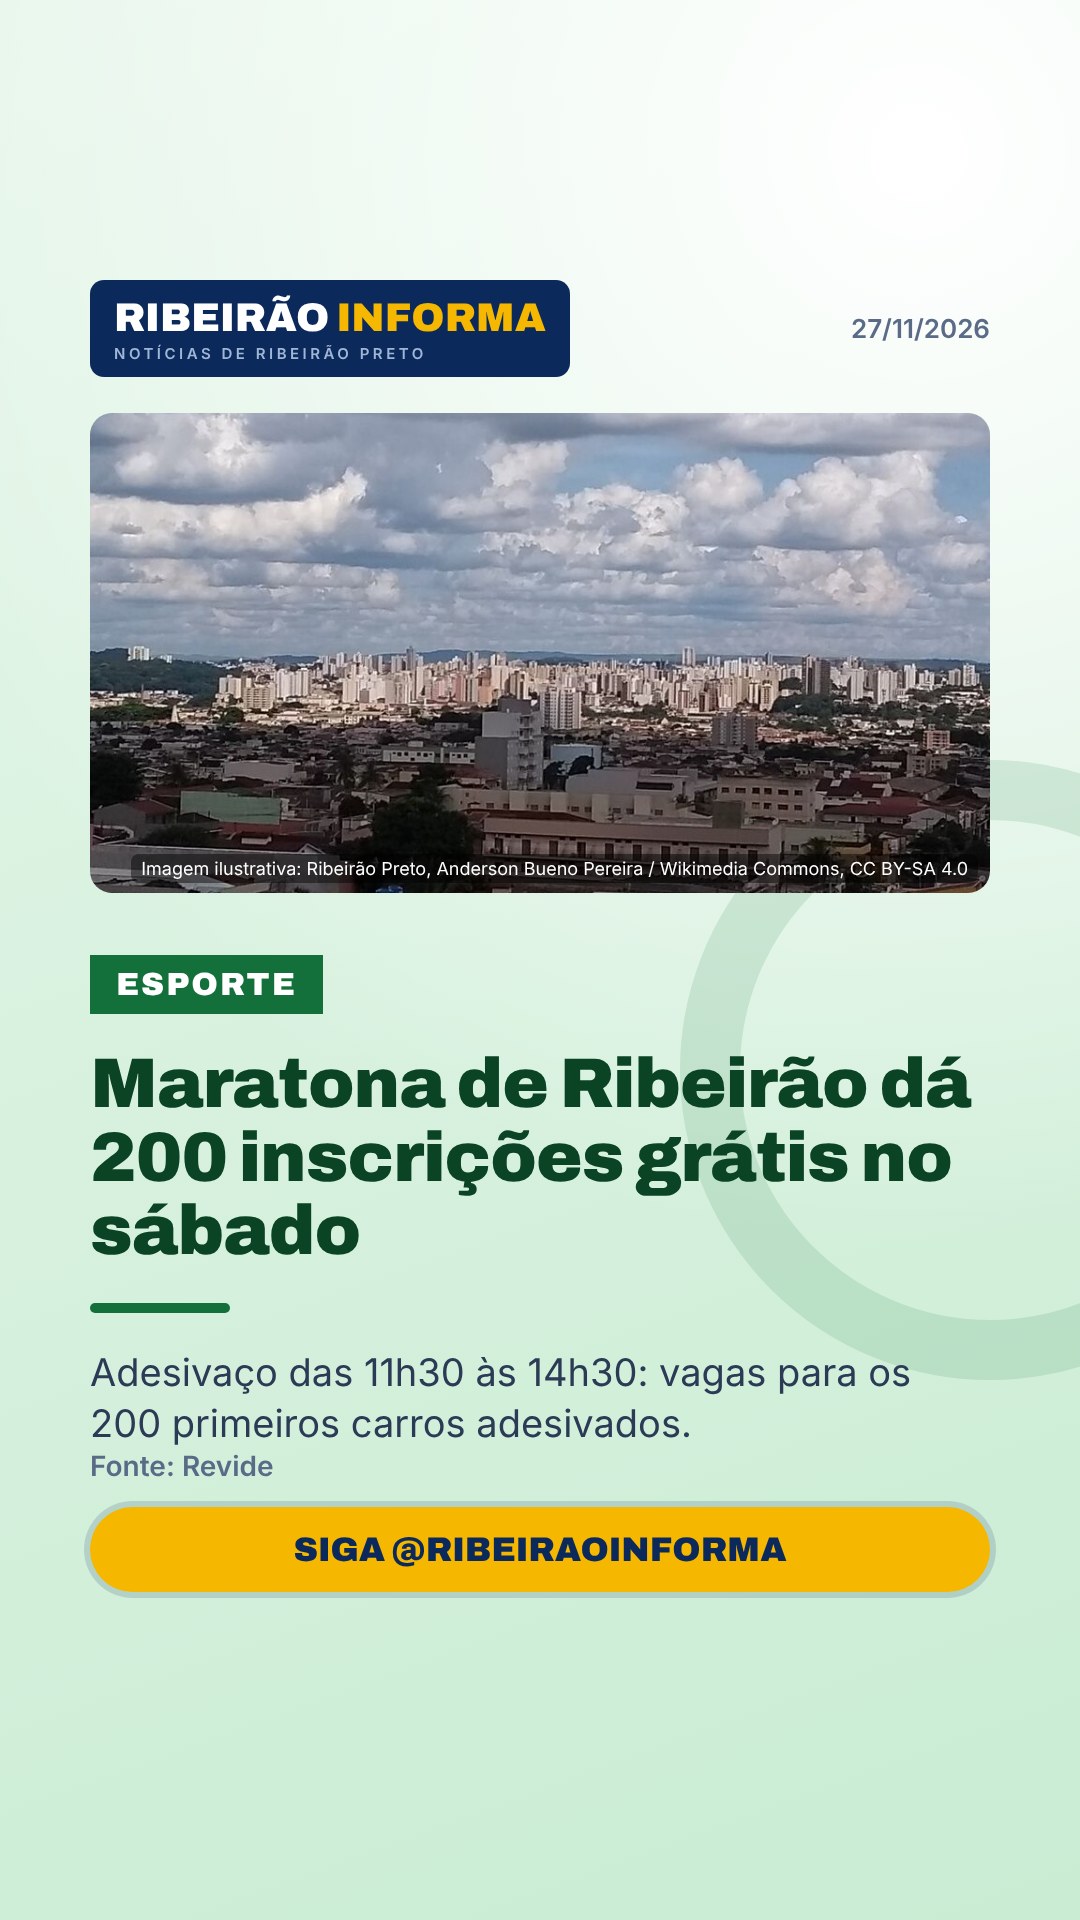 RIBEIRÃO INFORMA
NOTÍCIAS DE RIBEIRÃO PRETO
27/11/2026
Imagem ilustrativa: Ribeirão Preto, Anderson Bueno Pereira / Wikimedia Commons, CC BY-SA 4.0
ESPORTE
Maratona de Ribeirão dá
200 inscrições grátis no
sábado
Adesivaço das 11h30 às 14h30: vagas para os
200 primeiros carros adesivados.
Fonte: Revide
SIGA @RIBEIRAOINFORMA